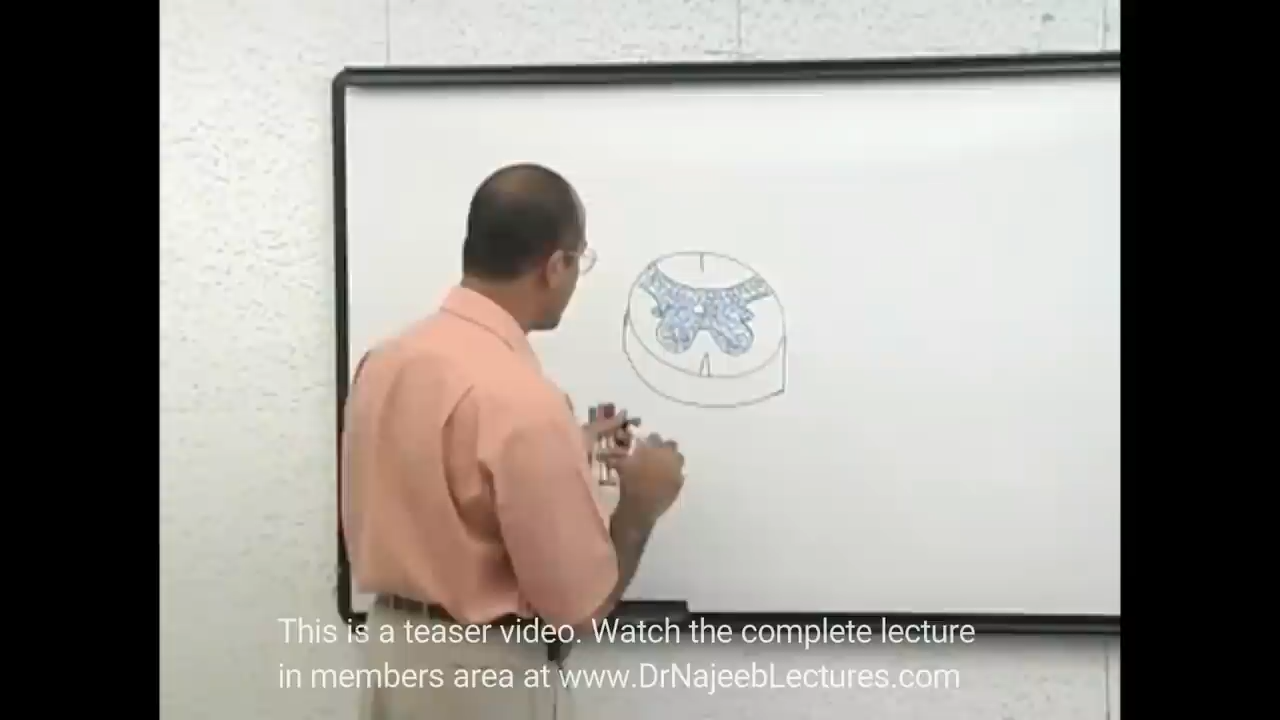 This is a teaser video. Watch the complete lecture
in members area at www.DrNajeebLectures.com